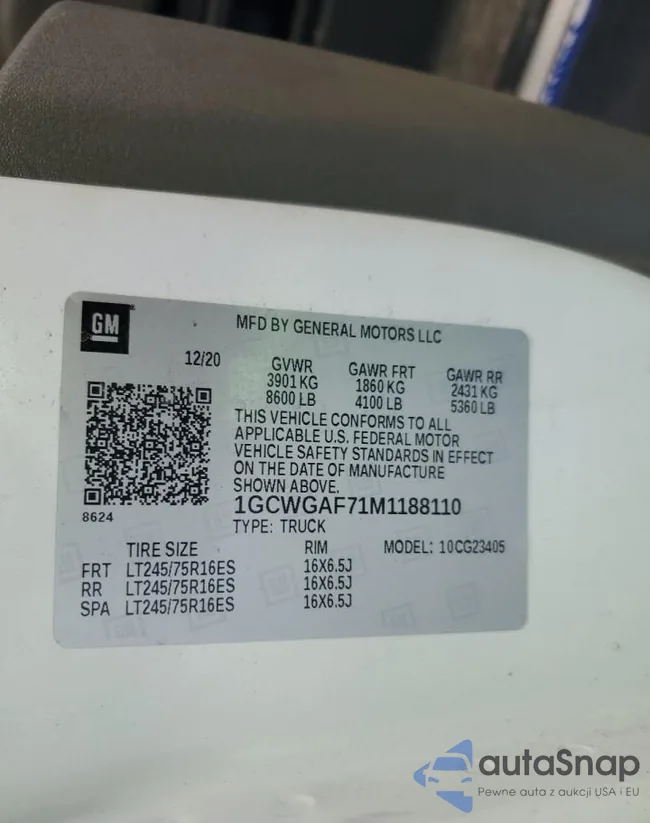 GM
MFD BY GENERAL MOTORS LLC
12/20
GVWR
3901 KG
8600 LB
GAWR FRT
1860 KG
4100 LB
GAWR RR
2431 KG
5360 LB
THIS VEHICLE CONFORMS TO ALL
APPLICABLE U.S. FEDERAL MOTOR
VEHICLE SAFETY STANDARDS IN EFFECT
ON THE DATE OF MANUFACTURE
SHOWN ABOVE.
8624
1GCWGAF71M1188110
TYPE: TRUCK
TIRE SIZE RIM MODEL: 10CG23405
FRT LT245/75R16ES 16X6.5J
RR LT245/75R16ES 16X6.5J
SPA LT245/75R16ES 16X6.5J
autaSnap
Pewne auta z aukcji USA i EU